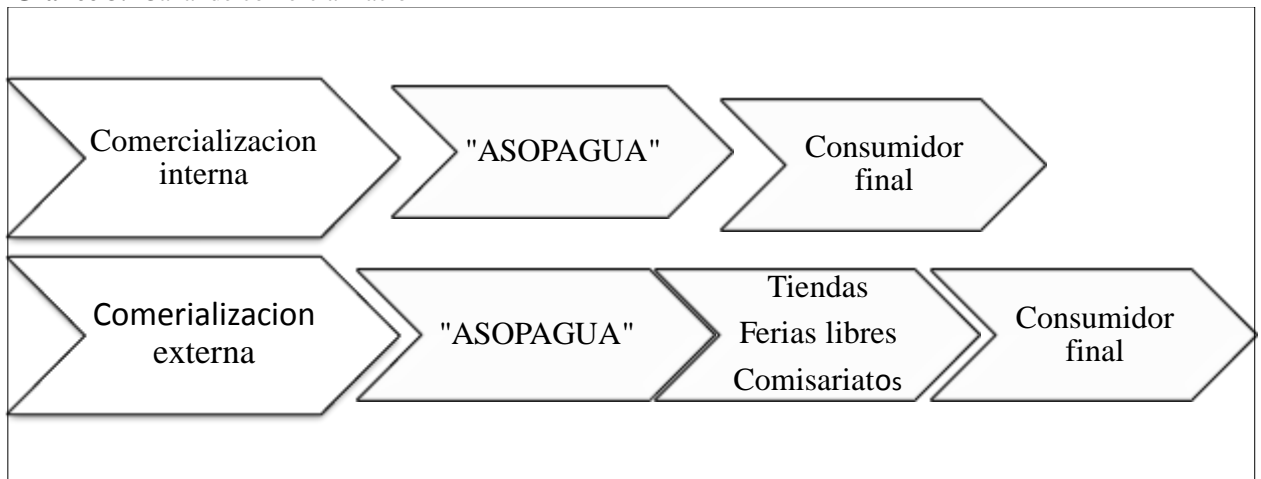 Comercializacion
interna
"ASOPAGUA"
Consumidor
final
Comerializacion
externa
"ASOPAGUA"
Tiendas
Ferias libres
Comisariatos
Consumidor
final